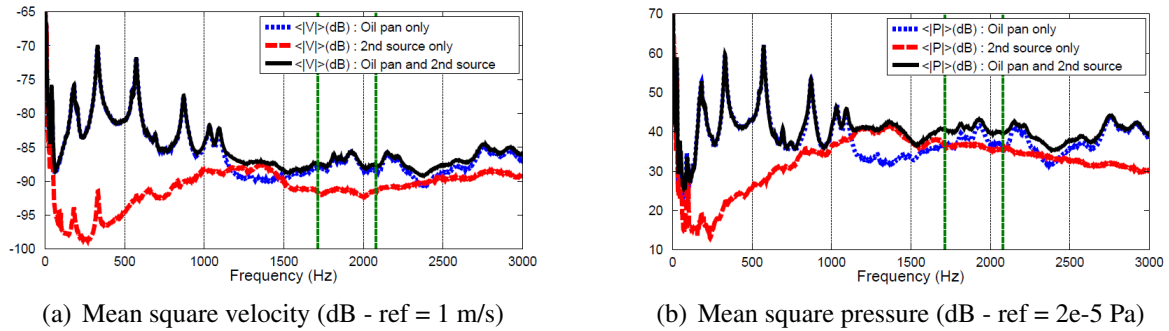 <|V|>(dB) : Oil pan only
<|V|>(dB) : 2nd source only
<|V|>(dB) : Oil pan and 2nd source
-65
-70
-75
-80
-85
-90
-95
-100
0 500 1000 1500 2000 2500 3000
Frequency (Hz)
(a) Mean square velocity (dB - ref = 1 m/s)
<|P|>(dB) : Oil pan only
<|P|>(dB) : 2nd source only
<|P|>(dB) : Oil pan and 2nd source
70
60
50
40
30
20
10
0 500 1000 1500 2000 2500 3000
Frequency (Hz)
(b) Mean square pressure (dB - ref = 2e-5 Pa)